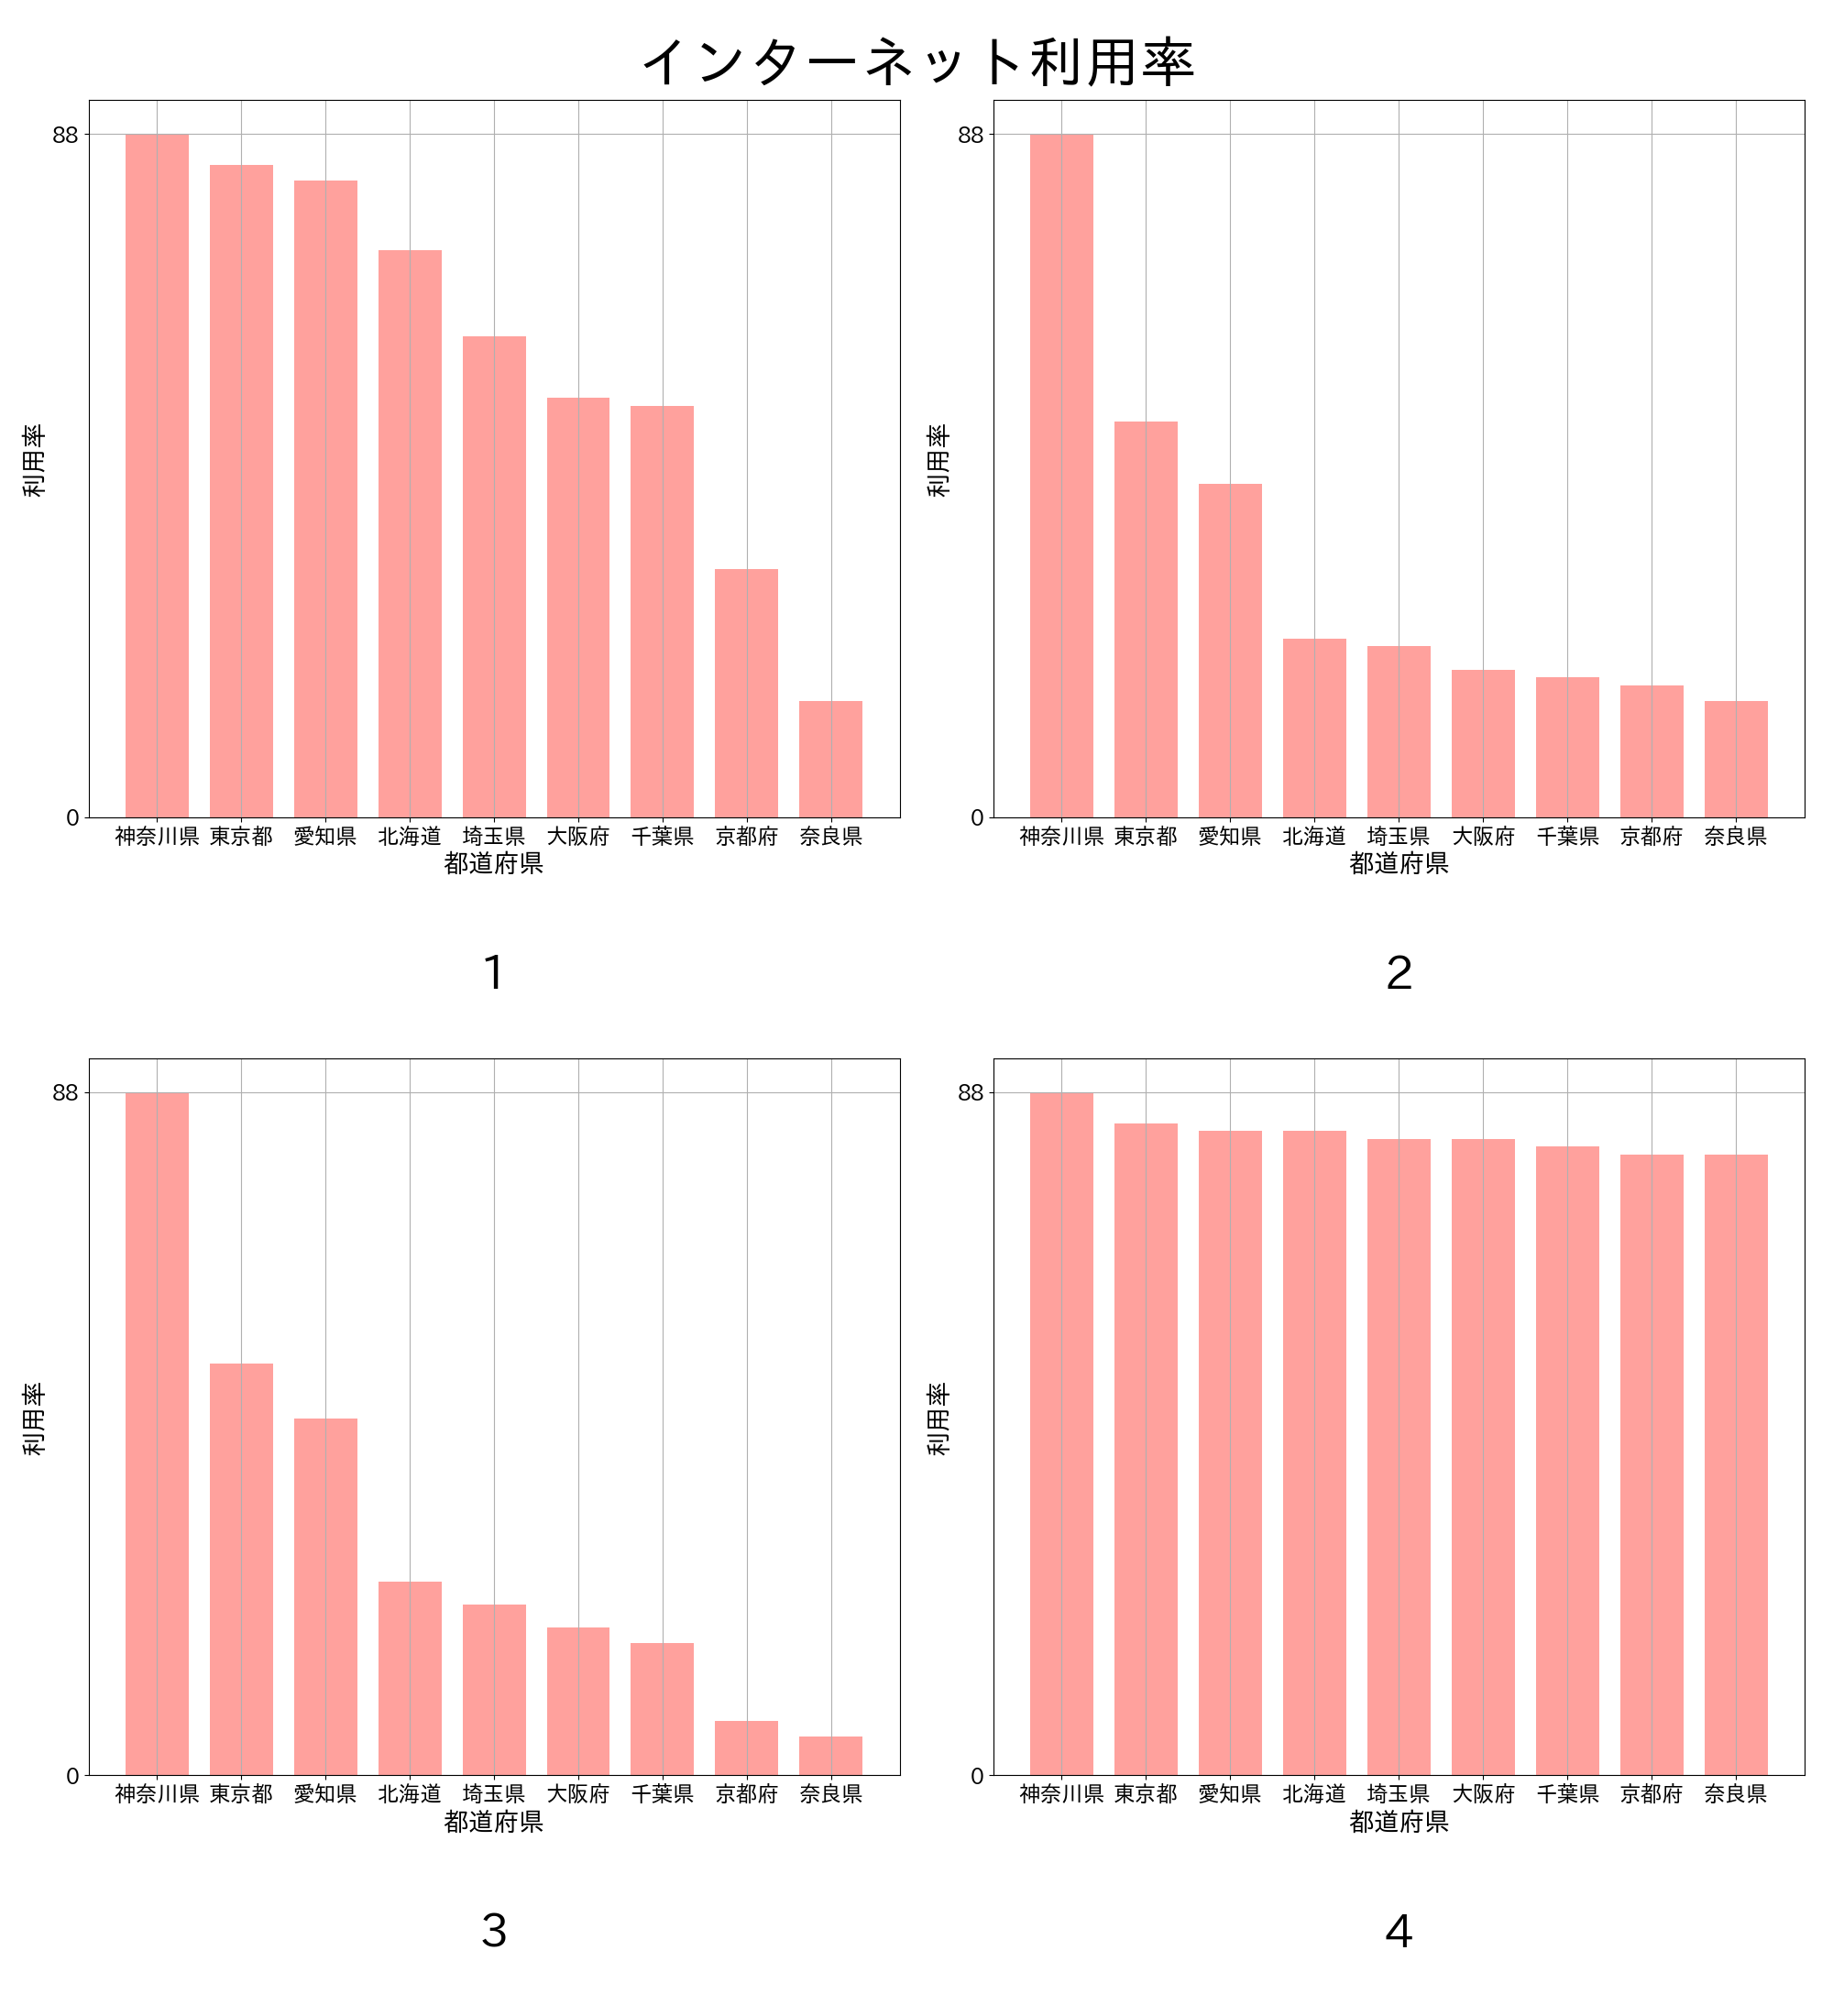 インターネット利用率
88
0
利用率
神奈川県 東京都 愛知県 北海道 埼玉県 大阪府 千葉県 京都府 奈良県
都道府県
1
88
0
利用率
神奈川県 東京都 愛知県 北海道 埼玉県 大阪府 千葉県 京都府 奈良県
都道府県
2
88
0
利用率
神奈川県 東京都 愛知県 北海道 埼玉県 大阪府 千葉県 京都府 奈良県
都道府県
3
88
0
利用率
神奈川県 東京都 愛知県 北海道 埼玉県 大阪府 千葉県 京都府 奈良県
都道府県
4